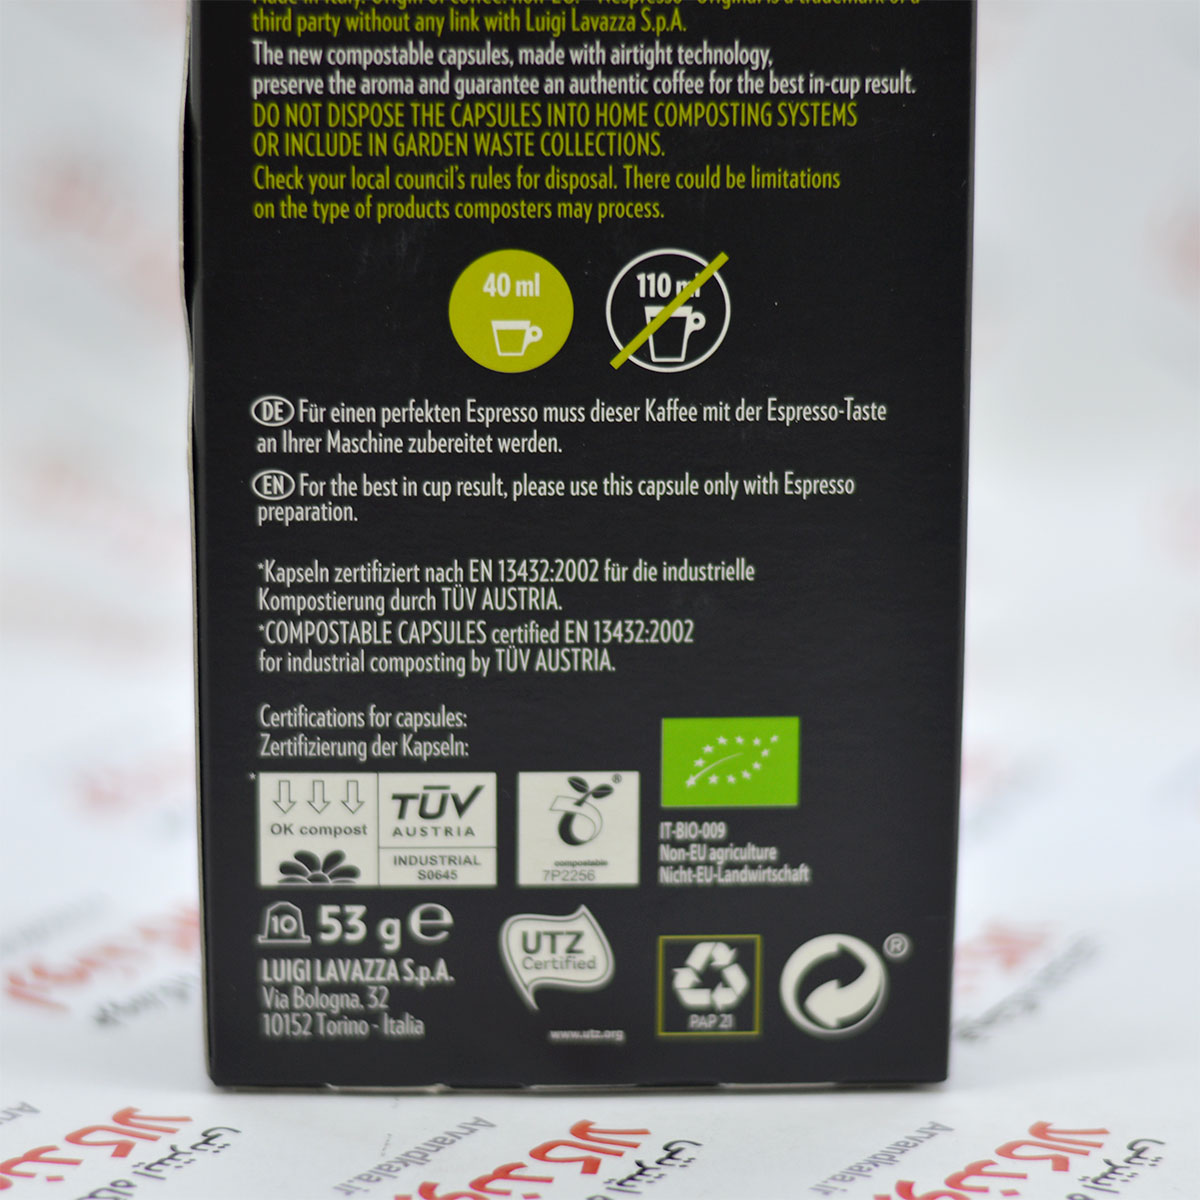 third party without any link with Luigi Lavazza S.p.A.
The new compostable capsules, made with airtight technology,
preserve the aroma and guarantee an authentic coffee for the best in-cup result.
DO NOT DISPOSE THE CAPSULES INTO HOME COMPOSTING SYSTEMS
OR INCLUDE IN GARDEN WASTE COLLECTIONS.
Check your local council's rules for disposal. There could be limitations
on the type of products composters may process.
40 ml
110 ml
DE Für einen perfekten Espresso muss dieser Kaffee mit der Espresso-Taste
an Ihrer Maschine zubereitet werden.
EN For the best in cup result, please use this capsule only with Espresso
preparation.
*Kapseln zertifiziert nach EN 13432:2002 für die industrielle
Kompostierung durch TÜV AUSTRIA.
*COMPOSTABLE CAPSULES certified EN 13432:2002
for industrial composting by TÜV AUSTRIA.
Certifications for capsules:
Zertifizierung der Kapseln:
*
OK compost
TÜV
AUSTRIA
INDUSTRIAL
S0645
®
compostable
7P2256
IT-BIO-009
Non-EU agriculture
Nicht-EU-Landwirtschaft
10 53 g e
LUIGI LAVAZZA S.p.A.
Via Bologna, 32
10152 Torino - Italia
UTZ
Certified
www.utz.org
PAP 21
®
Arvandkala.ir
Arvandkala.ir